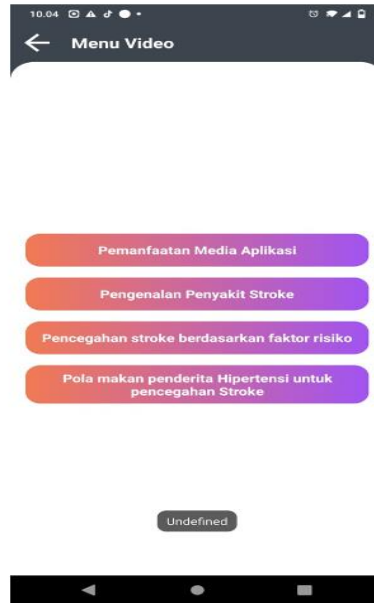 10.04
Menu Video
Pemanfaatan Media Aplikasi
Pengenalan Penyakit Stroke
Pencegahan stroke berdasarkan faktor risiko
Pola makan penderita Hipertensi untuk
pencegahan Stroke
Undefined